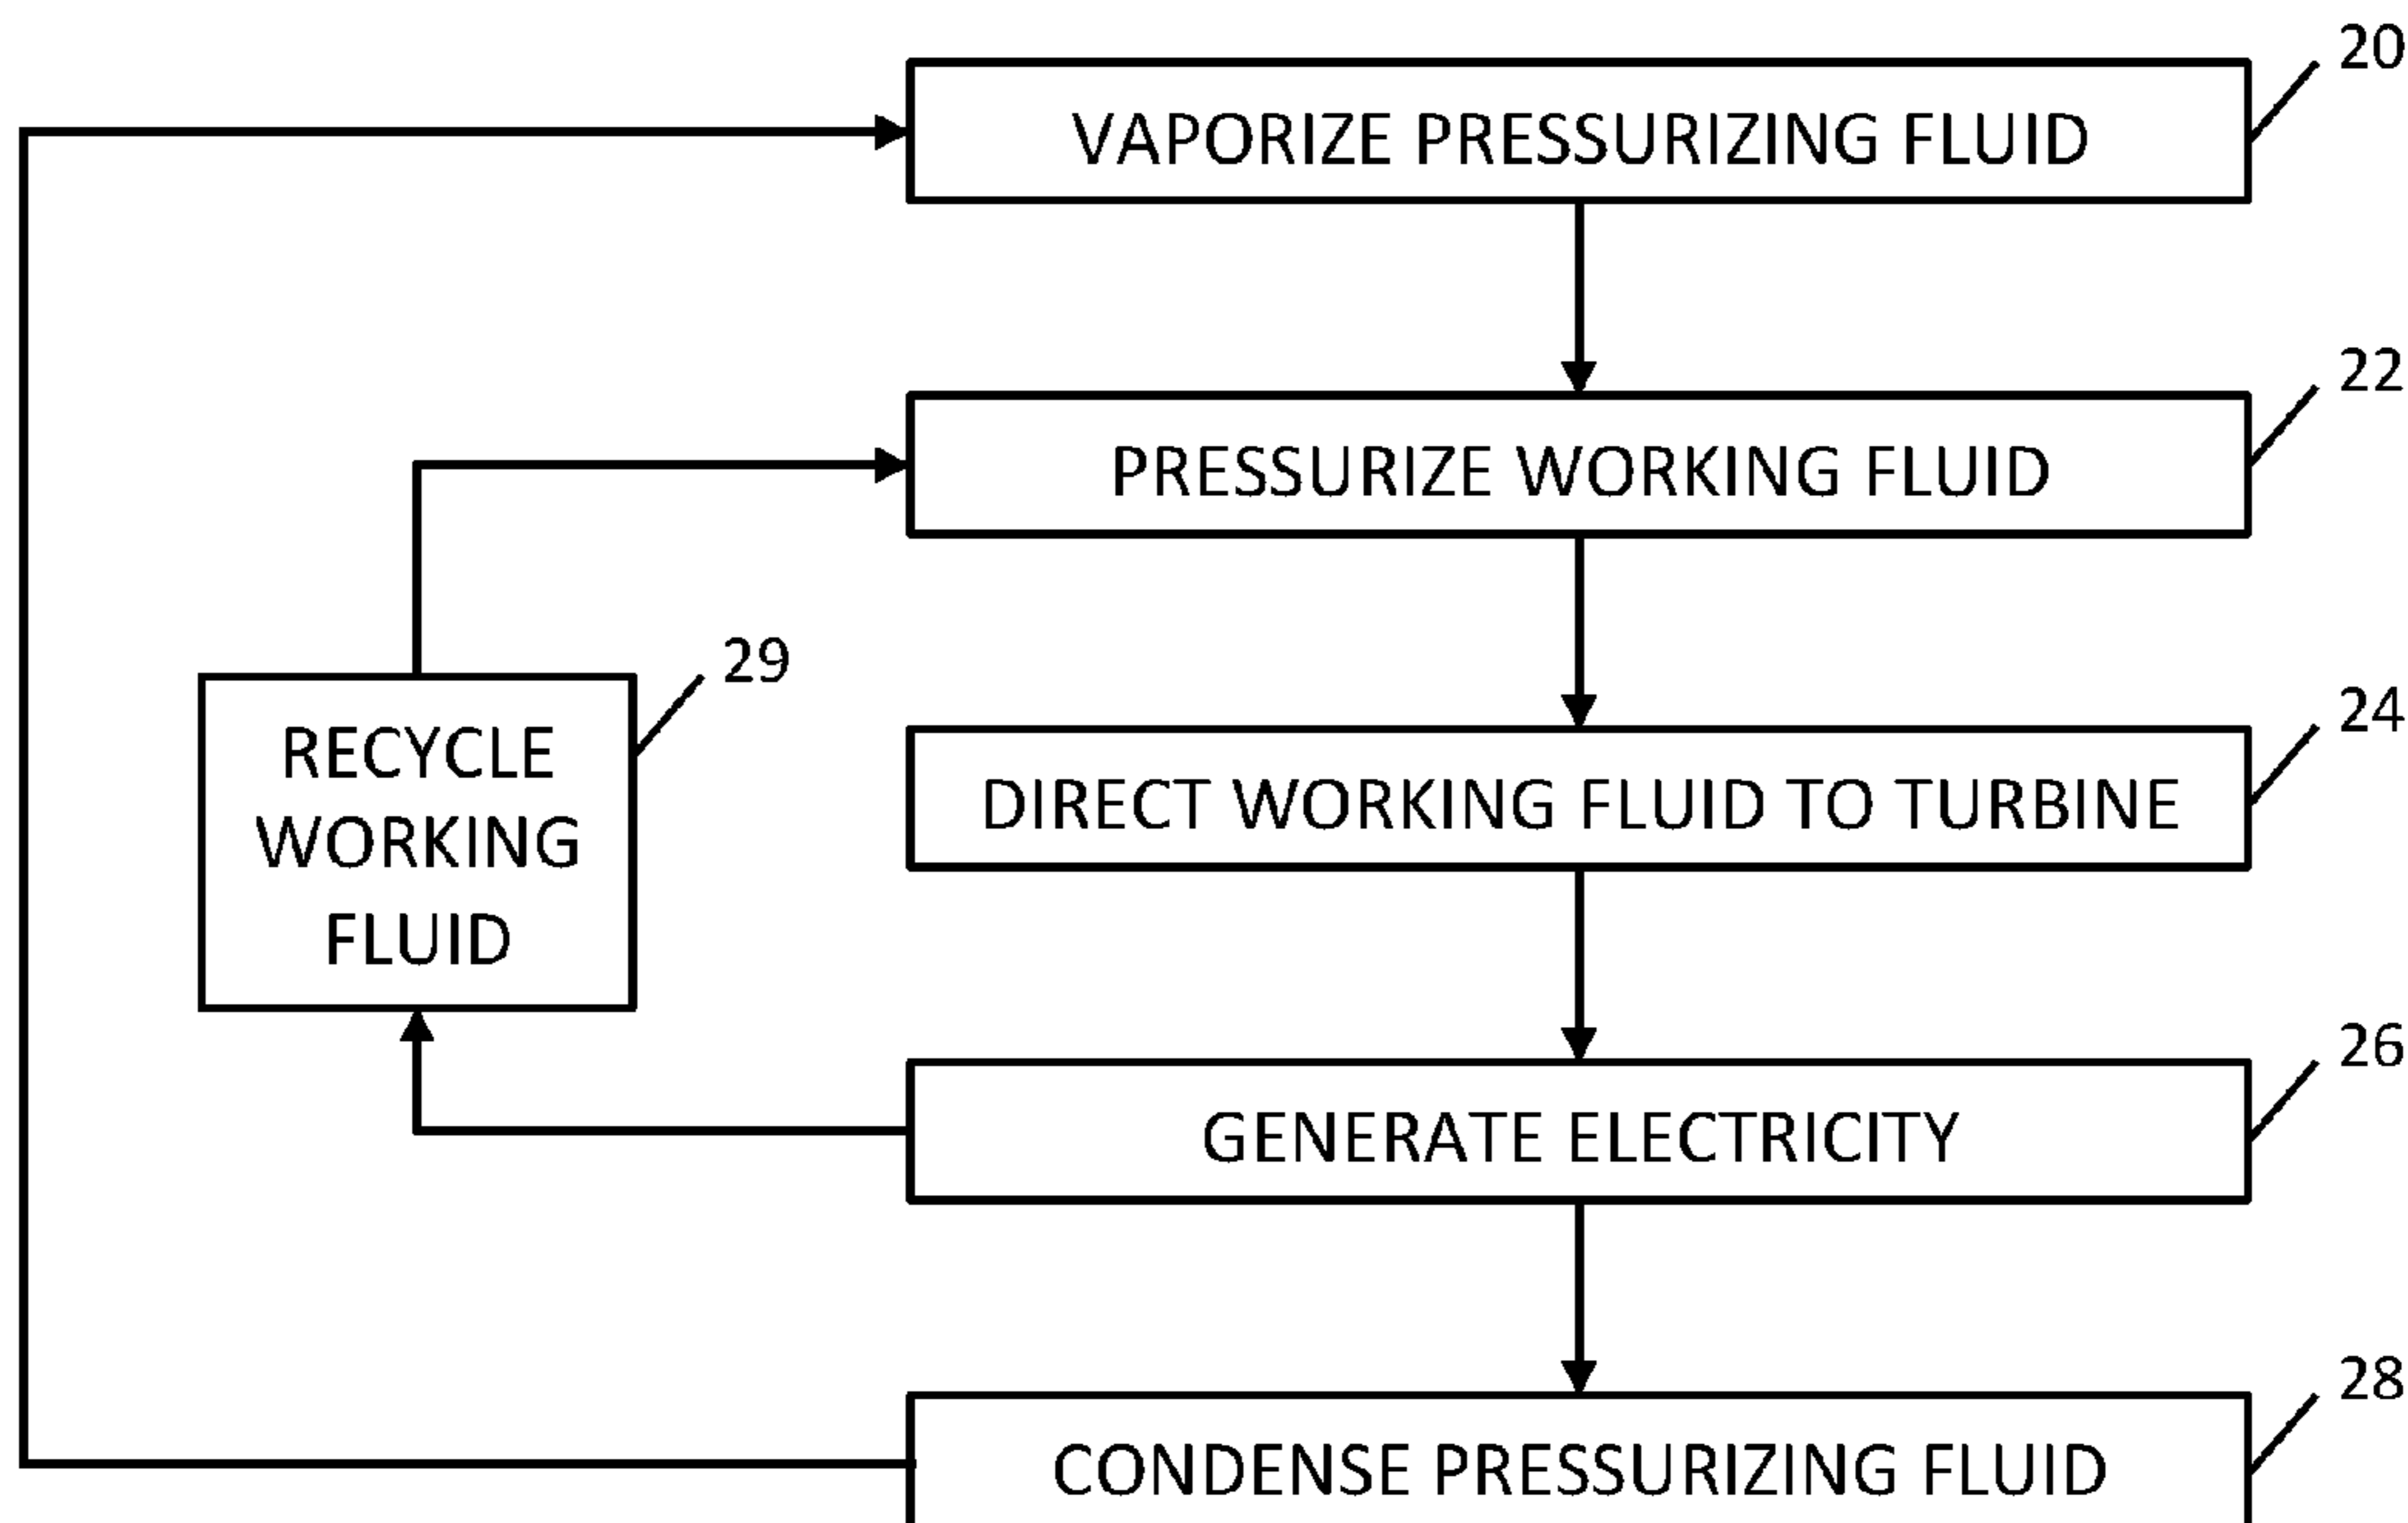 20
VAPORIZE PRESSURIZING FLUID
22
PRESSURIZE WORKING FLUID
29
RECYCLE
WORKING
FLUID
24
DIRECT WORKING FLUID TO TURBINE
26
GENERATE ELECTRICITY
28
CONDENSE PRESSURIZING FLUID